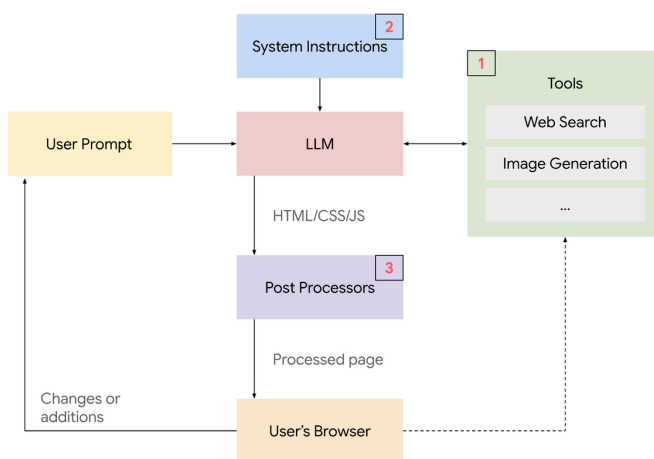 2
System Instructions
1
Tools
Web Search
Image Generation
...
User Prompt
LLM
HTML/CSS/JS
3
Post Processors
Processed page
Changes or
additions
User's Browser